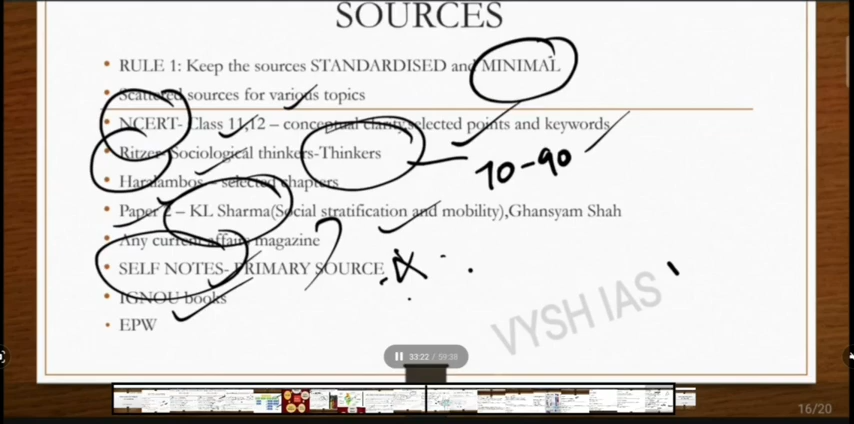 SOURCES
• RULE 1: Keep the sources STANDARDISED and MINIMAL
• Scattered sources for various topics
• NCERT- Class 11,12 – conceptual clarity,selected points and keywords
• Ritzer-Sociological thinkers-Thinkers
70-90
• Haralambos – selected chapters
• Paper 2 – KL Sharma(Social stratification and mobility),Ghansyam Shah
• Any current affairs magazine
• SELF NOTES- PRIMARY SOURCE
• IGNOU books
• EPW
VYSH IAS
33:22 / 59:38
16/20